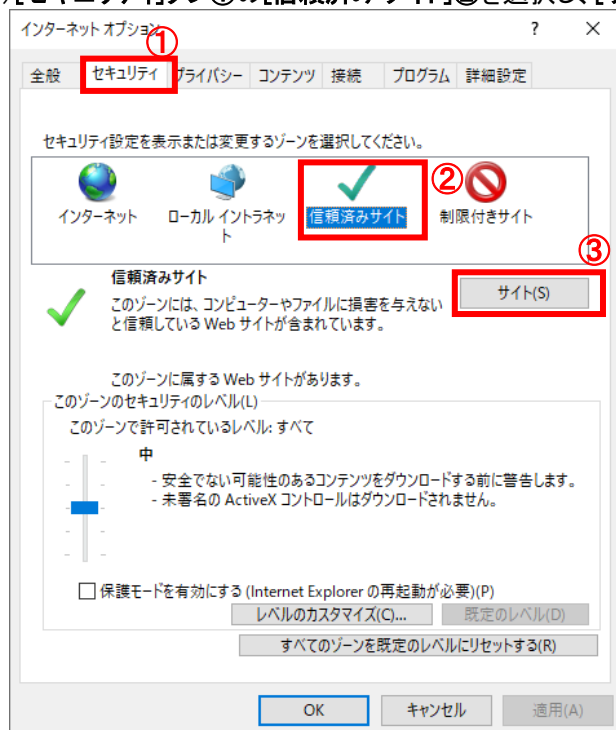 インターネット オプション
? ×
①
全般 セキュリティ プライバシー コンテンツ 接続 プログラム 詳細設定
セキュリティ設定を表示または変更するゾーンを選択してください。
②
インターネット
ローカル イントラネッ
ト
信頼済みサイト
制限付きサイト
③
信頼済みサイト
サイト(S)
このゾーンには、コンピューターやファイルに損害を与えない
と信頼している Web サイトが含まれています。
このゾーンに属する Web サイトがあります。
このゾーンのセキュリティのレベル(L)
このゾーンで許可されているレベル: すべて
中
- 安全でない可能性のあるコンテンツをダウンロードする前に警告します。
- 未署名の ActiveX コントロールはダウンロードされません。
保護モードを有効にする (Internet Explorer の再起動が必要)(P)
レベルのカスタマイズ(C)... 既定のレベル(D)
すべてのゾーンを既定のレベルにリセットする(R)
OK キャンセル 適用(A)